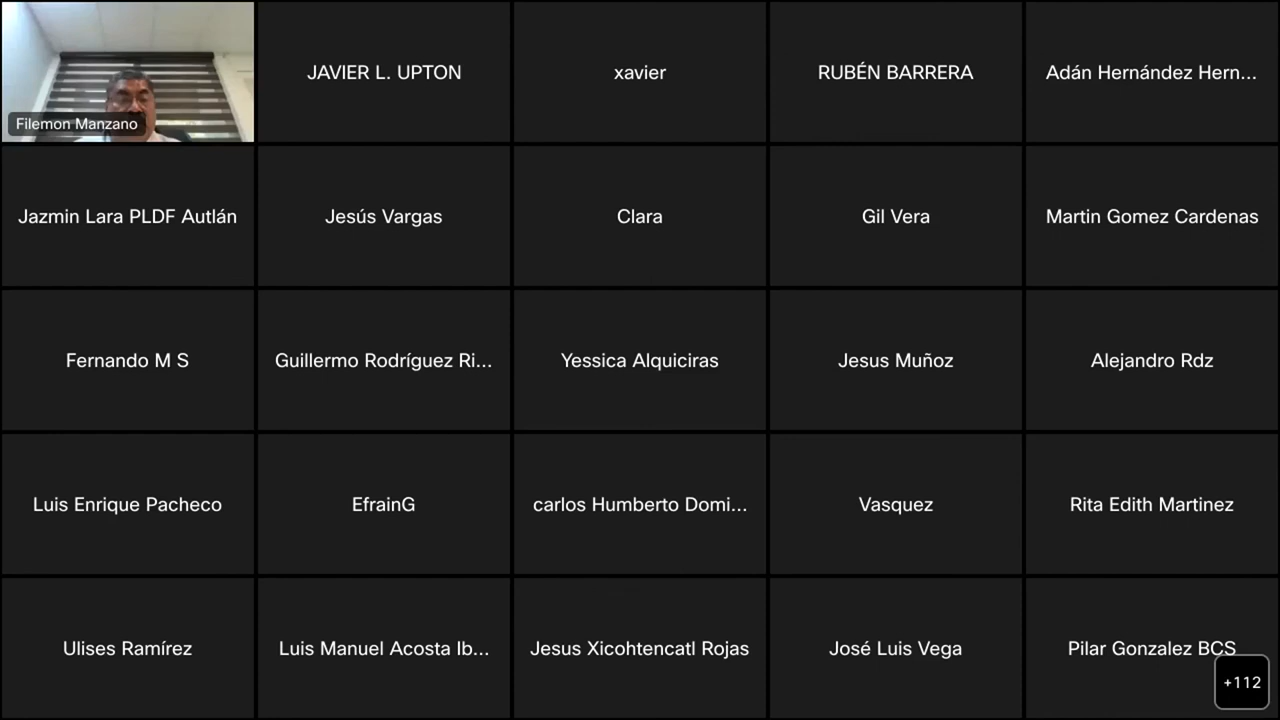 Filemon Manzano
JAVIER L. UPTON
xavier
RUBÉN BARRERA
Adán Hernández Hern...
Jazmin Lara PLDF Autlán
Jesús Vargas
Clara
Gil Vera
Martin Gomez Cardenas
Fernando M S
Guillermo Rodríguez Ri...
Yessica Alquiciras
Jesus Muñoz
Alejandro Rdz
Luis Enrique Pacheco
EfrainG
carlos Humberto Domi...
Vasquez
Rita Edith Martinez
Ulises Ramírez
Luis Manuel Acosta Ib...
Jesus Xicohtencatl Rojas
José Luis Vega
Pilar Gonzalez BCS
+112